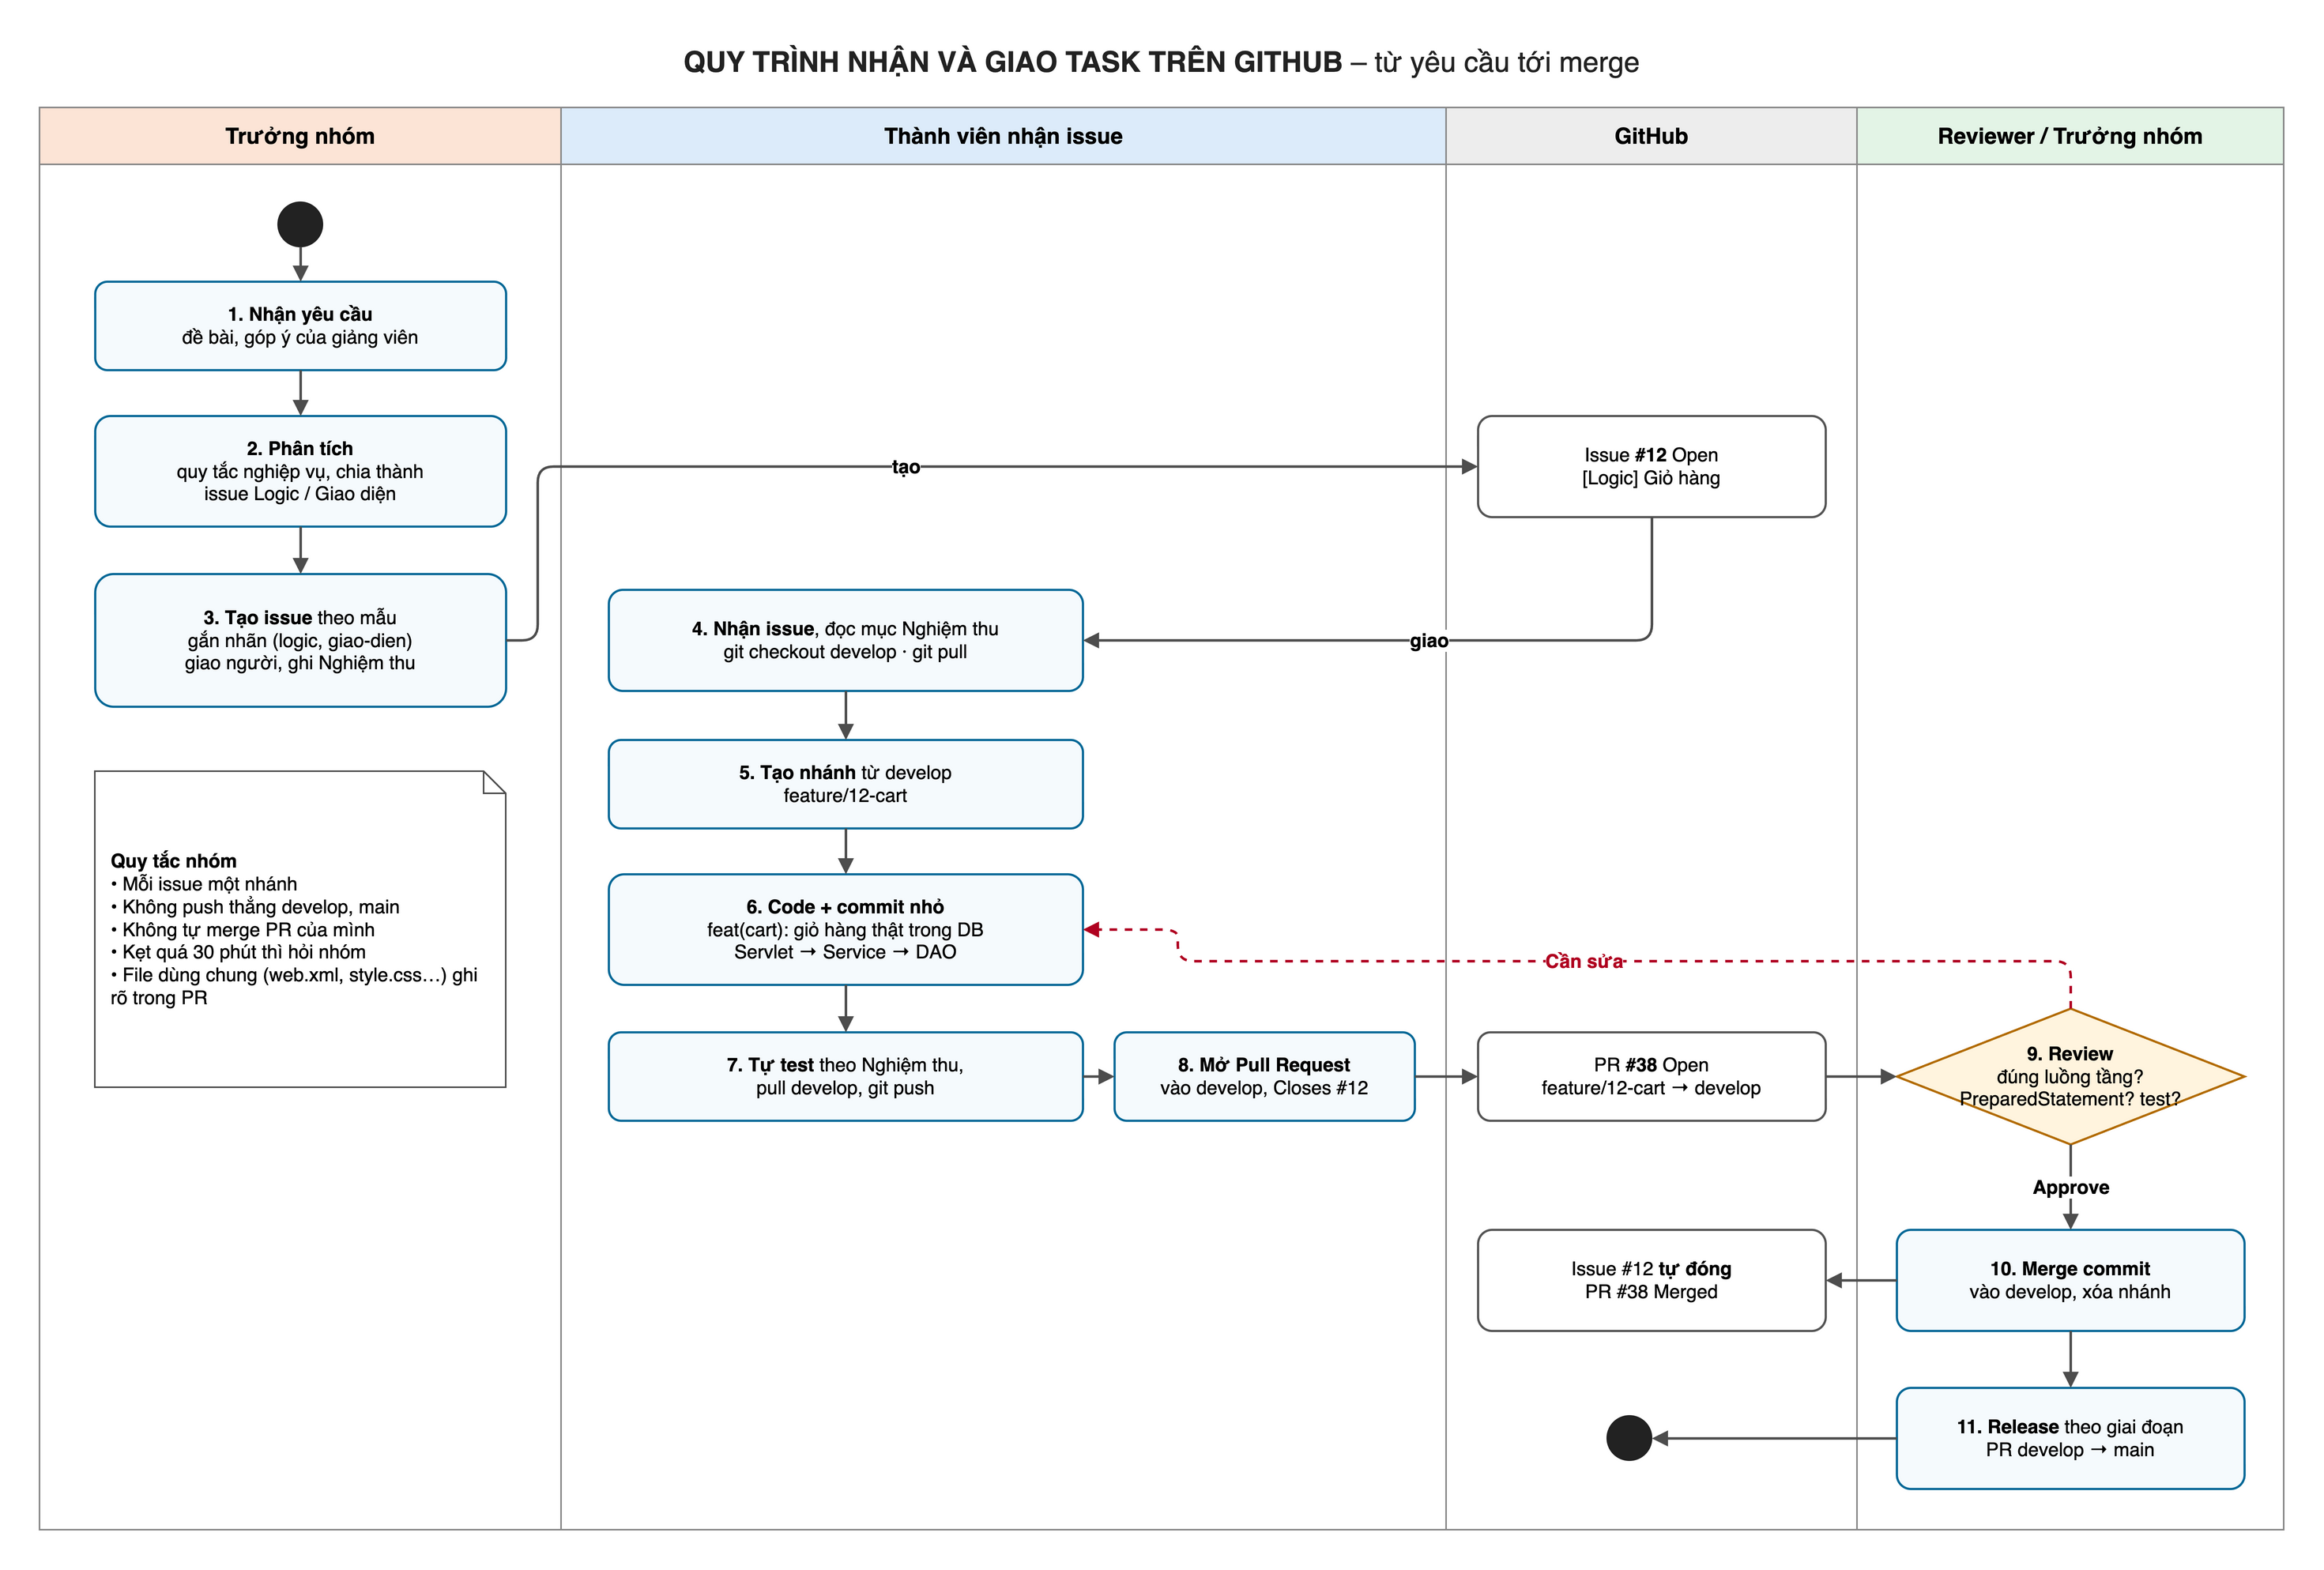 QUY TRÌNH NHẬN VÀ GIAO TASK TRÊN GITHUB – từ yêu cầu tới merge
Trưởng nhóm
Thành viên nhận issue
GitHub
Reviewer / Trưởng nhóm
1. Nhận yêu cầu
đề bài, góp ý của giảng viên
2. Phân tích
quy tắc nghiệp vụ, chia thành
issue Logic / Giao diện
tạo
Issue #12 Open
[Logic] Giỏ hàng
3. Tạo issue theo mẫu
gắn nhãn (logic, giao-dien)
giao người, ghi Nghiệm thu
4. Nhận issue, đọc mục Nghiệm thu
git checkout develop · git pull
giao
5. Tạo nhánh từ develop
feature/12-cart
Quy tắc nhóm
• Mỗi issue một nhánh
• Không push thẳng develop, main
• Không tự merge PR của mình
• Kẹt quá 30 phút thì hỏi nhóm
• File dùng chung (web.xml, style.css...) ghi
rõ trong PR
6. Code + commit nhỏ
feat(cart): giỏ hàng thật trong DB
Servlet → Service → DAO
Cần sửa
7. Tự test theo Nghiệm thu,
pull develop, git push
8. Mở Pull Request
vào develop, Closes #12
PR #38 Open
feature/12-cart → develop
9. Review
đúng luồng tầng?
PreparedStatement? test?
Approve
Issue #12 tự đóng
PR #38 Merged
10. Merge commit
vào develop, xóa nhánh
11. Release theo giai đoạn
PR develop → main